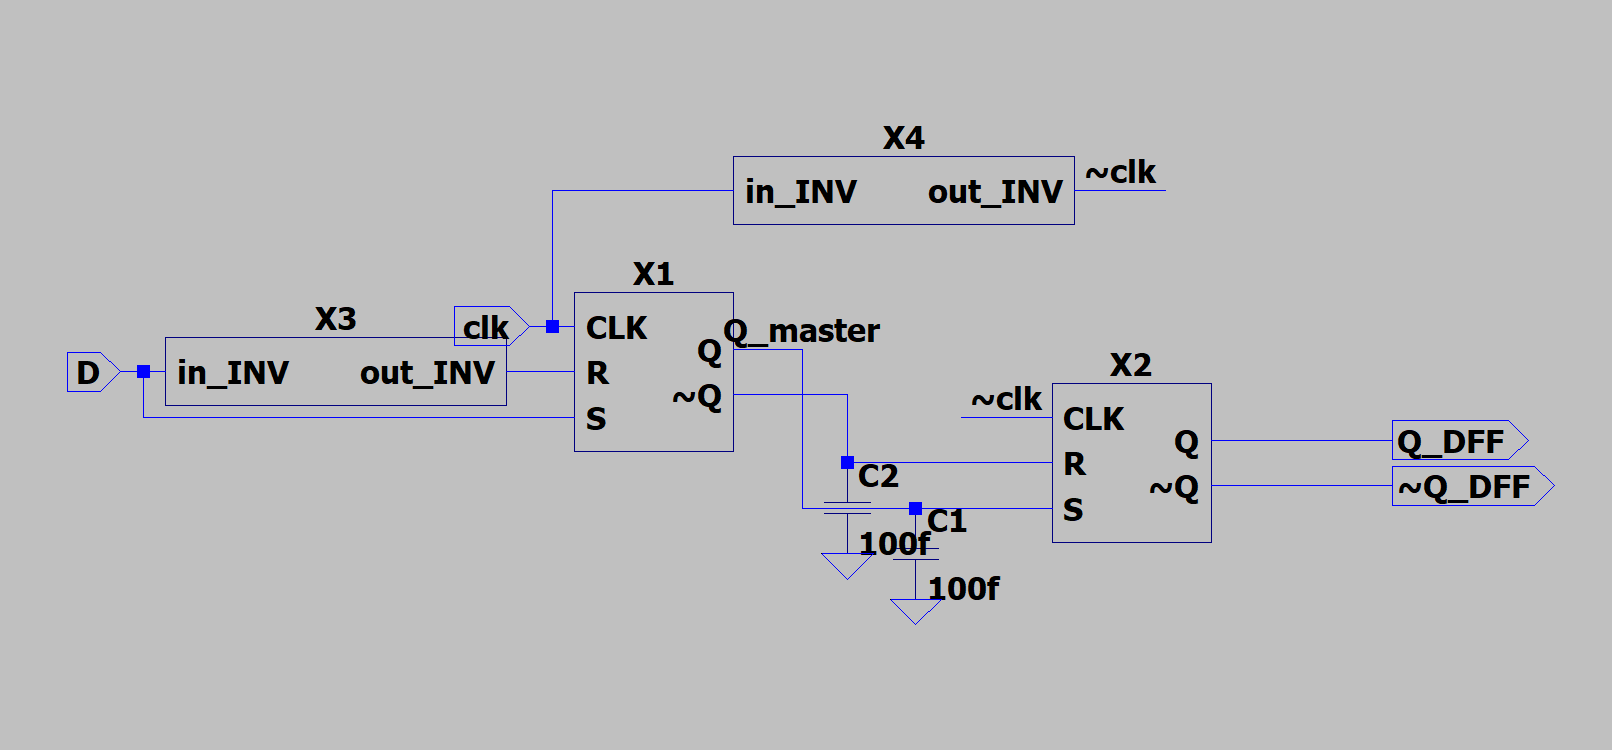 X4
in_INV out_INV ~clk
X1
X3
clk
CLK
Q_master
Q
D
in_INV out_INV
R
~Q
S
X2
~clk
CLK
Q
Q_DFF
R
~Q
~Q_DFF
S
C2
100f
C1
100f